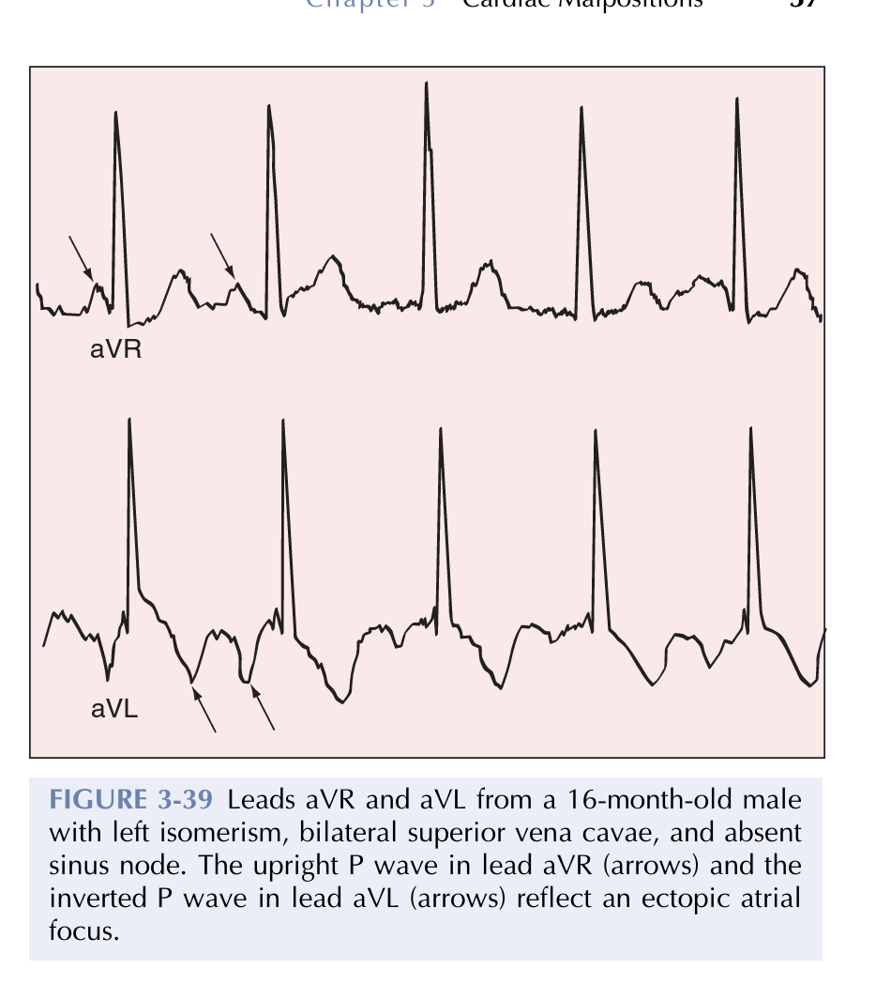 Chapter 3 Cardiac Malpositions 37
aVR
aVL
FIGURE 3-39 Leads aVR and aVL from a 16-month-old male
with left isomerism, bilateral superior vena cavae, and absent
sinus node. The upright P wave in lead aVR (arrows) and the
inverted P wave in lead aVL (arrows) reflect an ectopic atrial
focus.